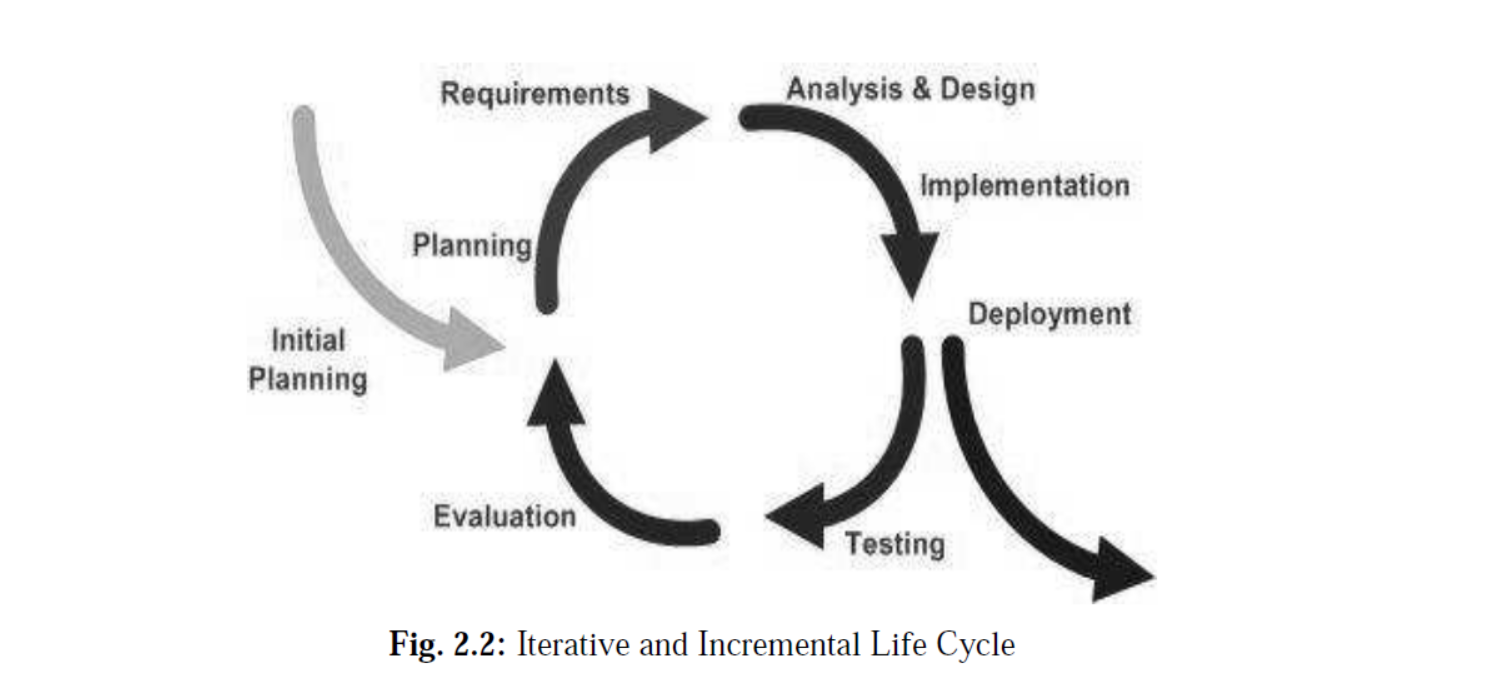 Requirements
Analysis & Design
Implementation
Planning
Deployment
Initial
Planning
Evaluation
Testing
Fig. 2.2: Iterative and Incremental Life Cycle